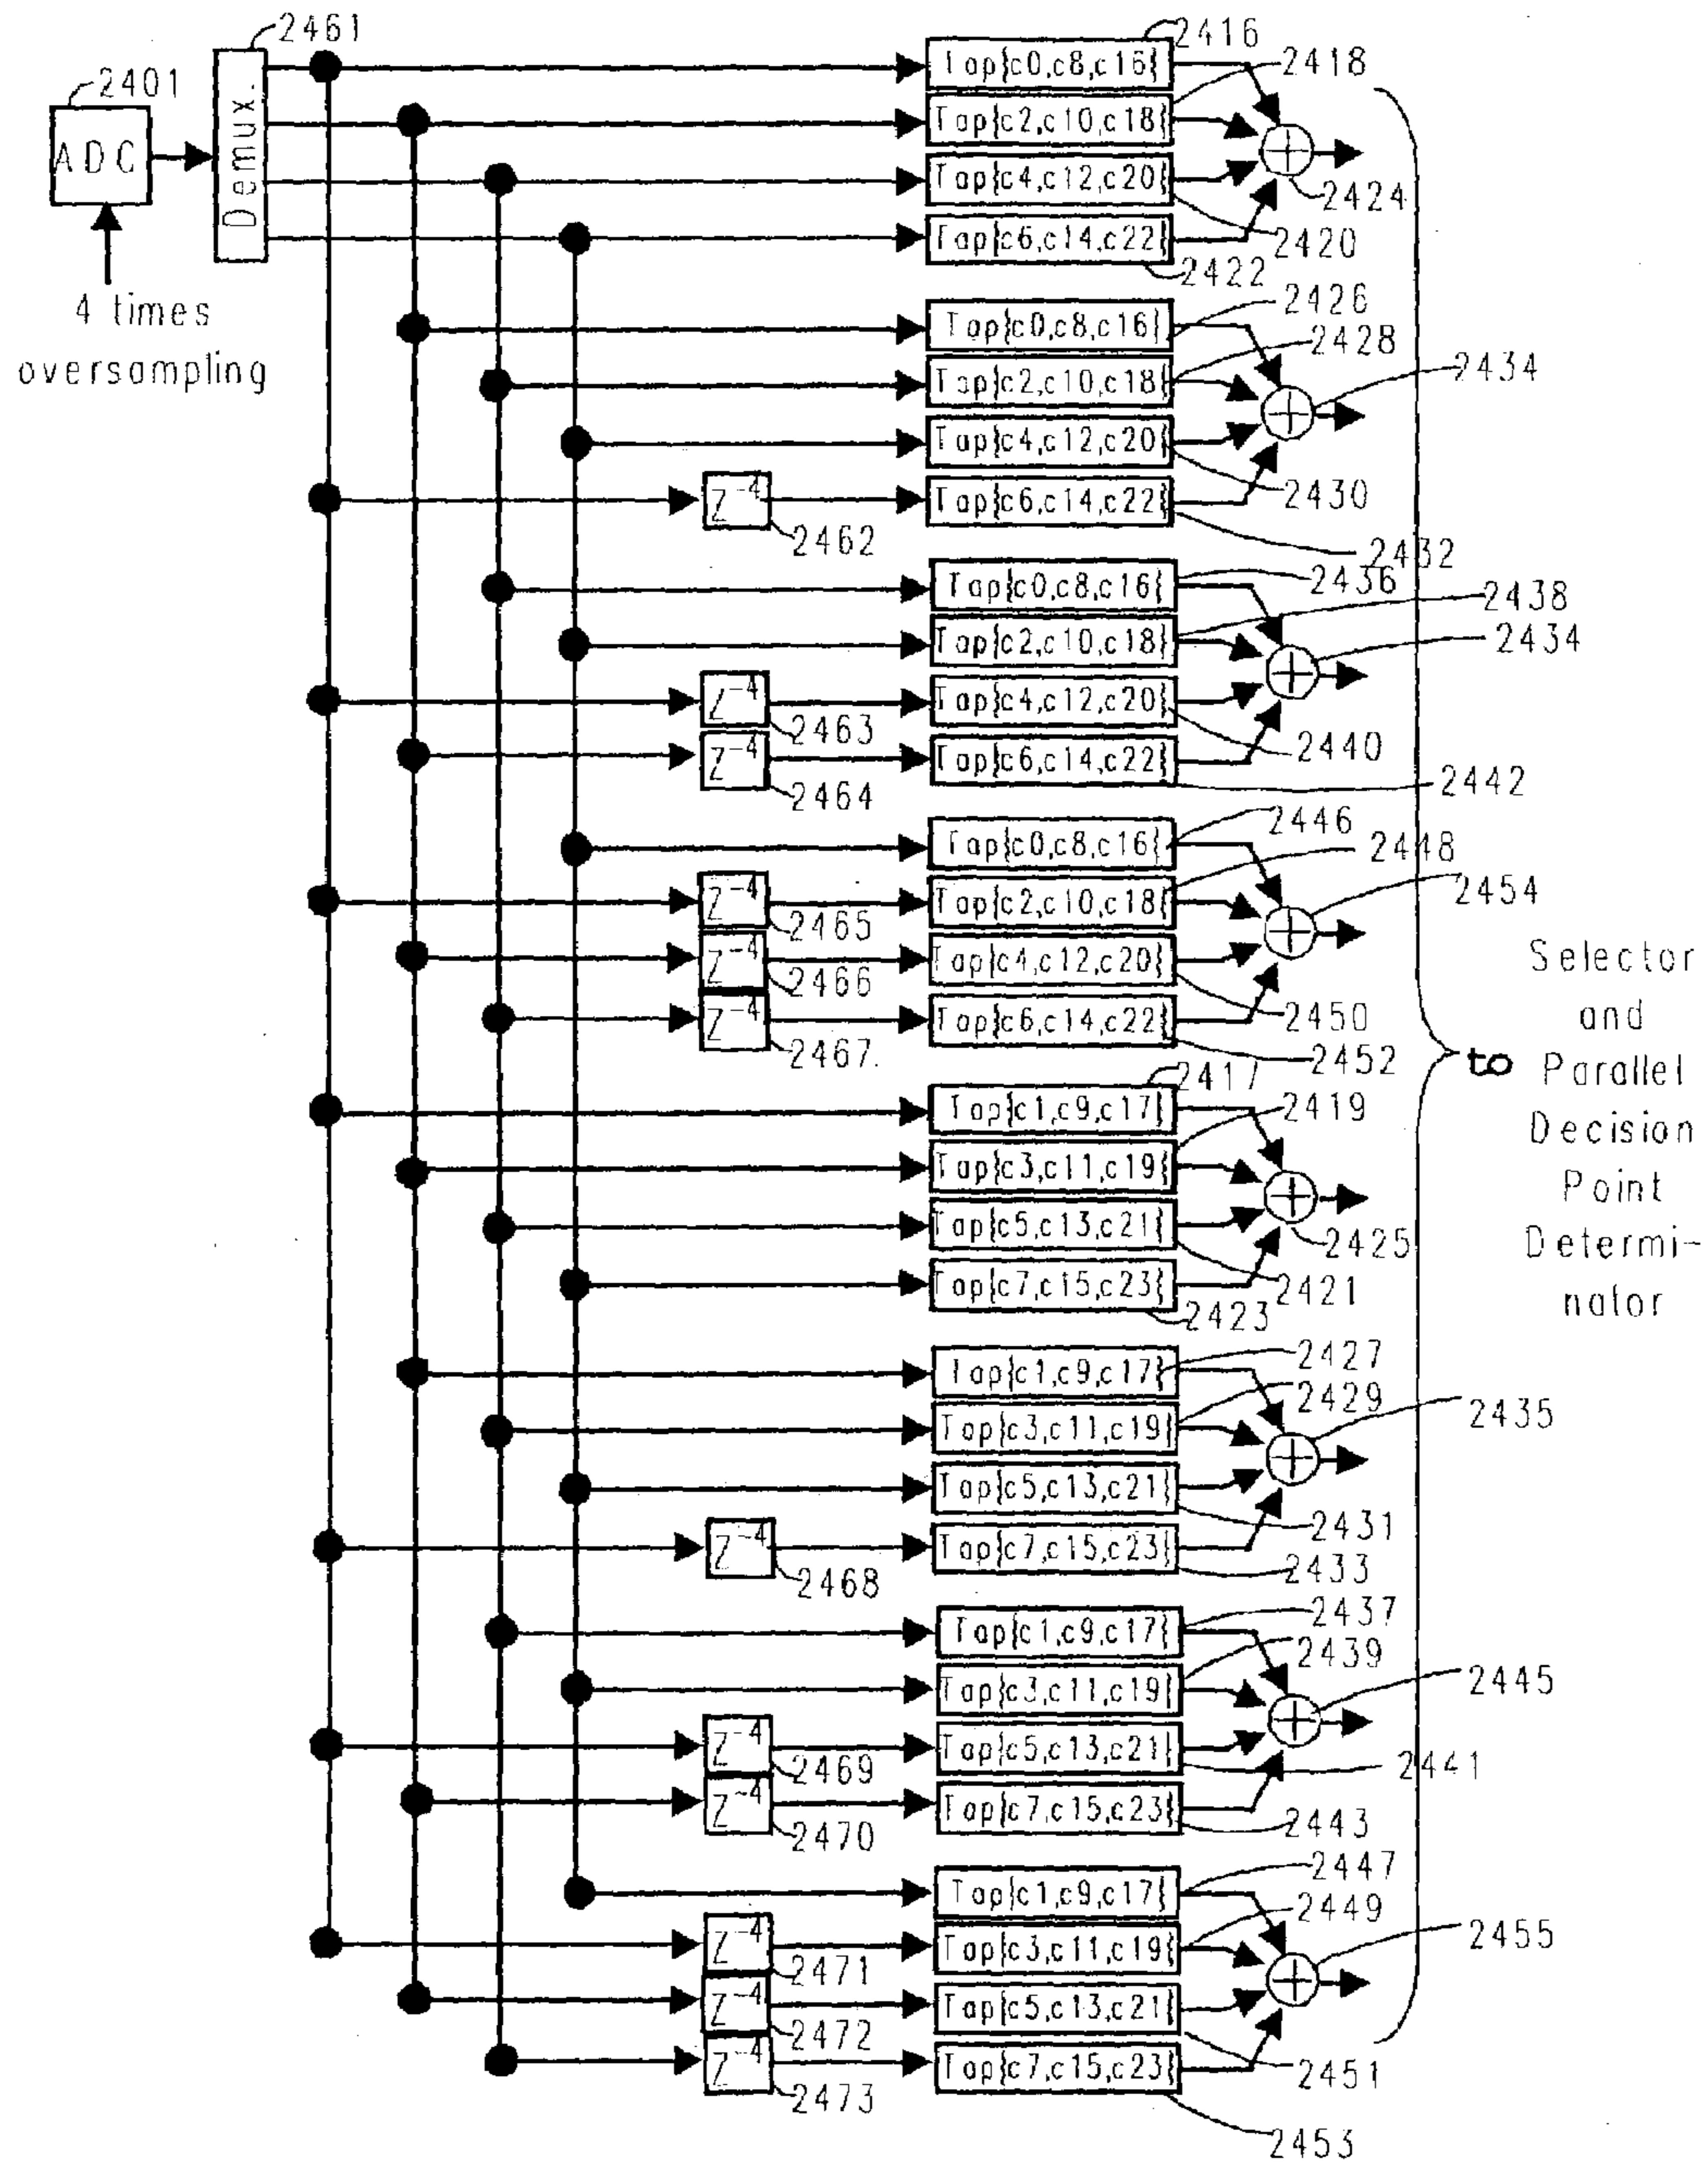 2461
2401
ADC
Demux.
4 times
oversampling
2416
Tap{c0,c8,c16{
2418
Tap{c2,c10,c18{
Tap{c4,c12,c20{
2424
2420
Tap{c6,c14,c22{
2422
2426
Tap{c0,c8,c16{
2428
Tap{c2,c10,c18{
2434
Tap{c4,c12,c20{
2430
Z-4
Tap{c6,c14,c22{
2462
2432
2436
Tap{c0,c8,c16{
2438
Tap{c2,c10,c18{
2434
Z-4
Tap{c4,c12,c20{
2463
2440
Z-4
Tap{c6,c14,c22{
2464
2442
2446
Tap{c0,c8,c16{
2448
Z-4
Tap{c2,c10,c18{
2454
2465
Z-4
Tap{c4,c12,c20{
2466
2450
Z-4
Tap{c6,c14,c22{
2467
2452
to
Selector
and
Parallel
Decision
Point
Determi-
nator
2417
Tap{c1,c9,c17{
2419
Tap{c3,c11,c19{
Tap{c5,c13,c21{
2425
2421
Tap{c7,c15,c23{
2423
2427
Tap{c1,c9,c17{
2429
Tap{c3,c11,c19{
2435
Tap{c5,c13,c21{
2431
Z-4
Tap{c7,c15,c23{
2468
2433
2437
Tap{c1,c9,c17{
2439
Tap{c3,c11,c19{
2445
Z-4
Tap{c5,c13,c21{
2469
2441
Z-4
Tap{c7,c15,c23{
2470
2443
2447
Tap{c1,c9,c17{
2449
Z-4
Tap{c3,c11,c19{
2455
2471
Z-4
Tap{c5,c13,c21{
2472
2451
Z-4
Tap{c7,c15,c23{
2473
2453